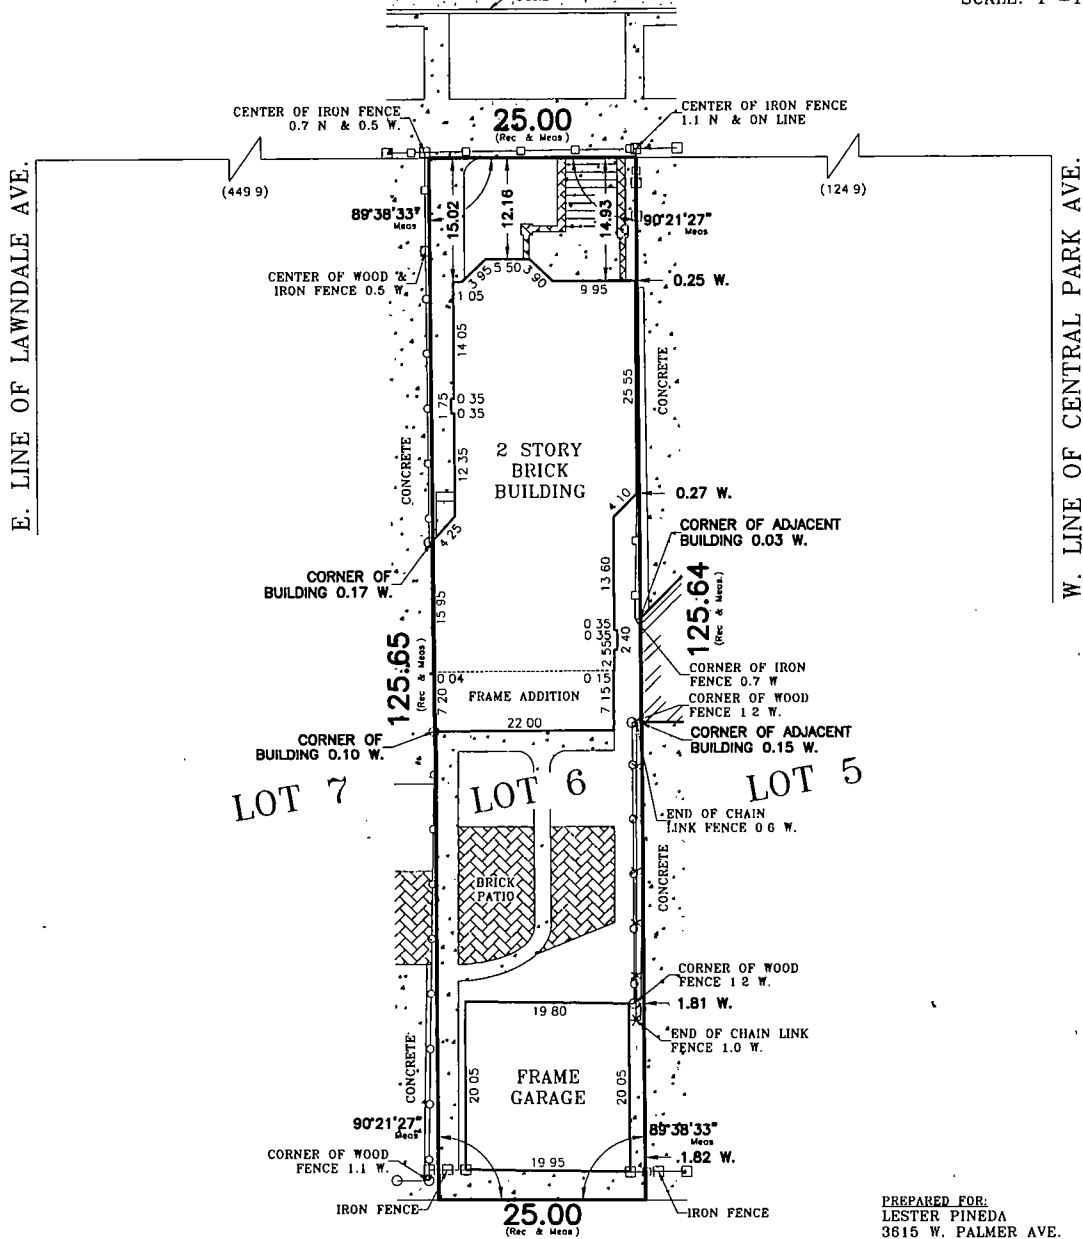 CENTER OF IRON FENCE
0.7 N & 0.5 W.
25.00
(Rec & Meas)
CENTER OF IRON FENCE
1.1 N & ON LINE
(449 9)
(124 9)
E. LINE OF LAWNDALE AVE.
W. LINE OF CENTRAL PARK AVE.
89°38'33"
Meas
15.02
12.16
14.93
90°21'27"
Meas
CENTER OF WOOD &
IRON FENCE 0.5 W.
1 05
3 95
5 50
3 90
9 95
0.25 W.
14 05
25 55
CONCRETE
1 75
0 35
0 35
12 35
CONCRETE
2 STORY
BRICK
BUILDING
4 10
0.27 W.
4 25
CORNER OF ADJACENT
BUILDING 0.03 W.
CORNER OF
BUILDING 0.17 W.
15 95
13 60
125.64
(Rec & Meas.)
0 35
0 35
2 40
2 55
125.65
(Rec & Meas)
CORNER OF IRON
FENCE 0.7 W
0 04
0 15
7 20
FRAME ADDITION
7 15
CORNER OF WOOD
FENCE 1 2 W.
22 00
CORNER OF
BUILDING 0.10 W.
CORNER OF ADJACENT
BUILDING 0.15 W.
LOT 7
LOT 6
LOT 5
END OF CHAIN
LINK FENCE 0 6 W.
BRICK
PATIO
CONCRETE
CORNER OF WOOD
FENCE 1 2 W.
1.81 W.
19 80
END OF CHAIN LINK
FENCE 1.0 W.
CONCRETE
20 05
FRAME
GARAGE
20 05
90°21'27"
Meas
89°38'33"
Meas
CORNER OF WOOD
FENCE 1.1 W.
19 95
1.82 W.
IRON FENCE
25.00
(Rec & Meas)
IRON FENCE
PREPARED FOR:
LESTER PINEDA
3615 W. PALMER AVE.